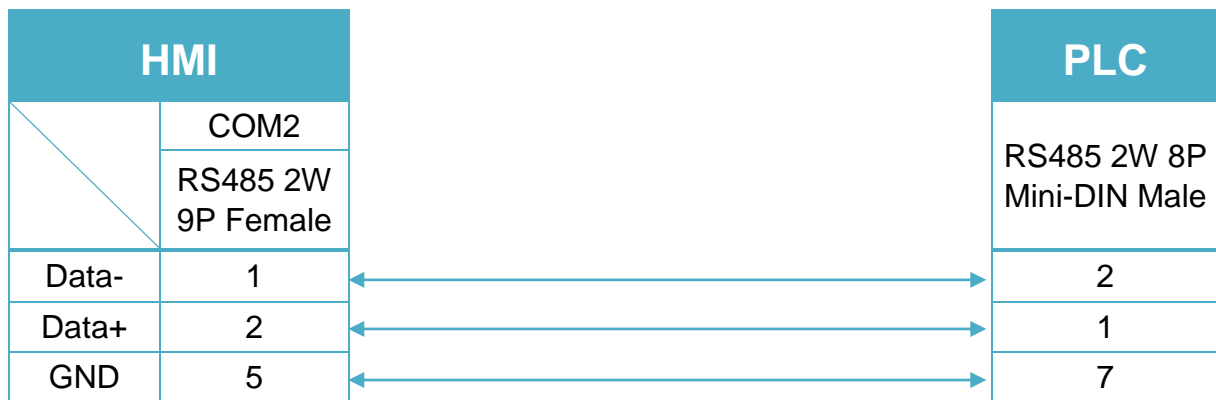 HMI
PLC
COM2
RS485 2W
9P Female
RS485 2W 8P
Mini-DIN Male
Data- 1 2
Data+ 2 1
GND 5 7